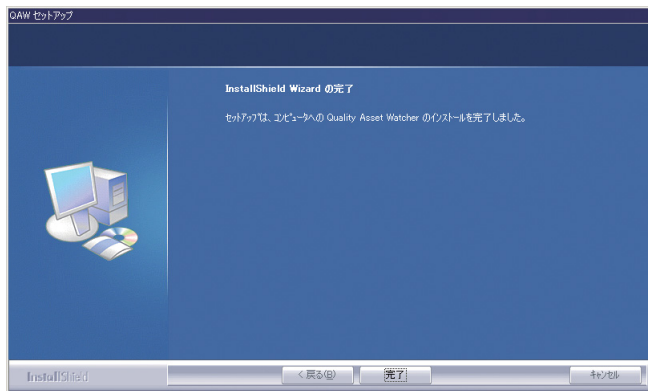 QAW セットアップ
InstallShield Wizard の完了
セットアップは、コンピュータへの Quality Asset Watcher のインストールを完了しました。
InstallShield
< 戻る(B)
完了
キャンセル